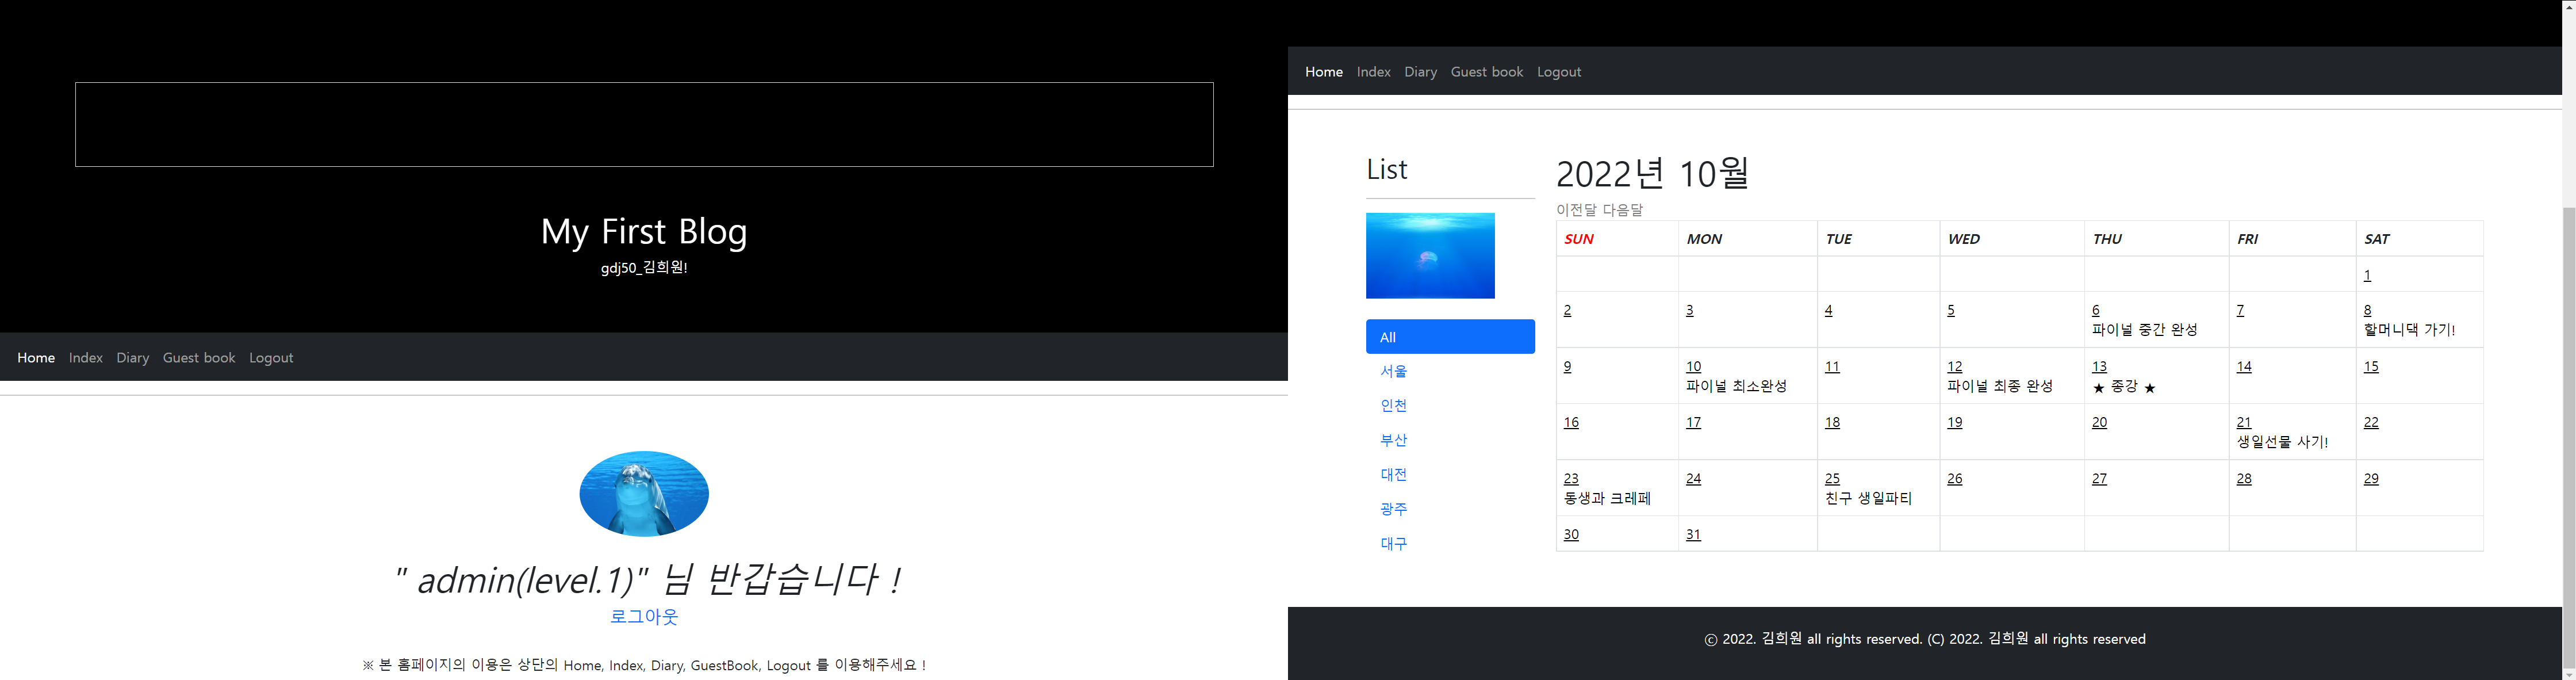 My First Blog
gdj50_김희원!
Home Index Diary Guest book Logout
" admin(level.1)" 님 반갑습니다 !
로그아웃
※ 본 홈페이지의 이용은 상단의 Home, Index, Diary, GuestBook, Logout 를 이용해주세요 !
Home Index Diary Guest book Logout
List
All
서울
인천
부산
대전
광주
대구
2022년 10월
이전달 다음달
SUN MON TUE WED THU FRI SAT
1
2 3 4 5 6 7 8
파이널 중간 완성 할머니댁 가기!
9 10 11 12 13 14 15
파이널 최소완성 파이널 최종 완성 ★ 종강 ★
16 17 18 19 20 21 22
생일선물 사기!
23 24 25 26 27 28 29
동생과 크레페 친구 생일파티
30 31
ⓒ 2022. 김희원 all rights reserved. (C) 2022. 김희원 all rights reserved